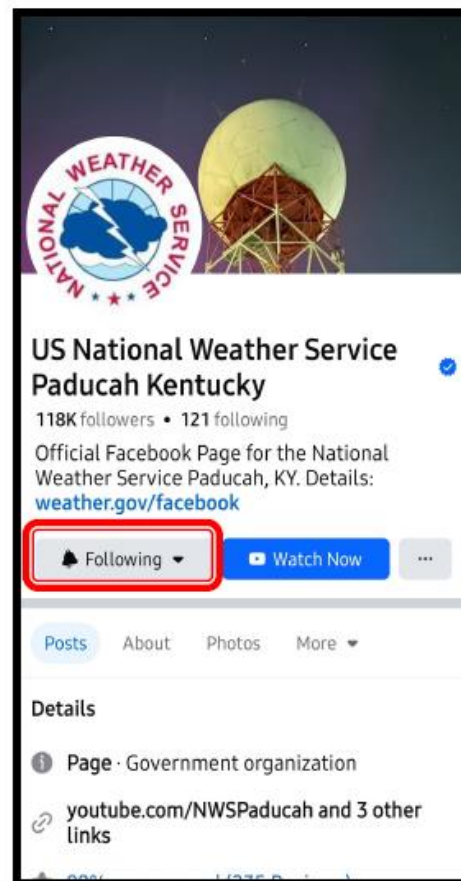 NATIONAL WEATHER SERVICE
US National Weather Service
Paducah Kentucky
118K followers • 121 following
Official Facebook Page for the National
Weather Service Paducah, KY. Details:
weather.gov/facebook
Following
Watch Now
Posts About Photos More
Details
Page · Government organization
youtube.com/NWSPaducah and 3 other
links